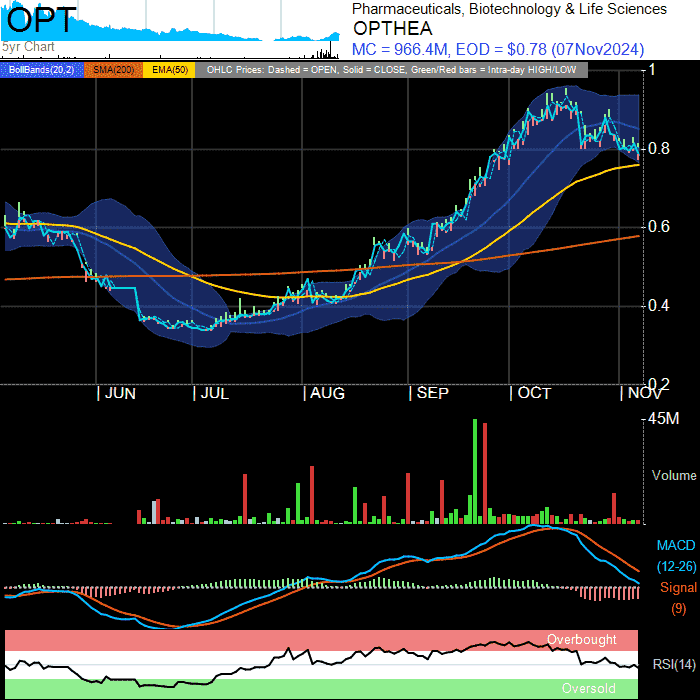 OPT
5yr Chart
Pharmaceuticals, Biotechnology & Life Sciences
OPTHEA
MC = 966.4M, EOD = $0.78 (07Nov2024)
BollBands(20,2) SMA(200) EMA(50) OHLC Prices: Dashed = OPEN, Solid = CLOSE, Green/Red bars = Intra-day HIGH/LOW
1
0.8
0.6
0.4
0.2
JUN JUL AUG SEP OCT NOV
45M
Volume
MACD
(12-26)
Signal
(9)
Overbought
RSI(14)
Oversold